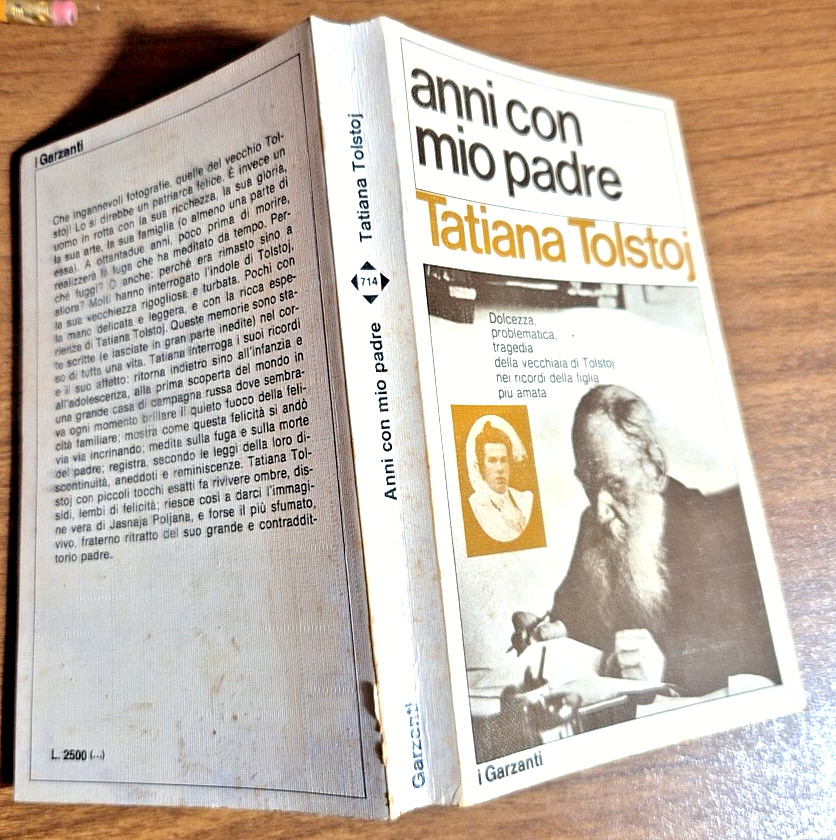 i Garzanti
Che ingannevoli fotografie, quelle del vecchio Tol-
stoj! Lo si direbbe un patriarca felice. È invece un
uomo in rotta con la sua ricchezza, la sua gloria,
la sua arte, la sua famiglia (o almeno una parte di
essa). A ottantadue anni, poco prima di morire,
realizzerà la fuga che ha meditato da tempo. Per-
ché fuggì? O anche: perché era rimasto sino a
allora? Molti hanno interrogato l'indole di Tolstoj,
la sua vecchiezza rigogliosa e turbata. Pochi con
la mano delicata e leggera, e con la ricca espe-
rienza di Tatiana Tolstoj. Queste memorie sono sta-
te scritte (e lasciate in gran parte inedite) nel cor-
so di tutta una vita. Tatiana interroga i suoi ricordi
e il suo affetto: ritorna indietro sino all'infanzia e
all'adolescenza, alla prima scoperta del mondo in
una grande casa di campagna russa dove sembra-
va ogni momento brillare il quieto fuoco della feli-
cità familiare; mostra come questa felicità si andò
via via incrinando; medita sulla fuga e sulla morte
del padre; registra, secondo le leggi della loro di-
scontinuità, aneddoti e reminiscenze. Tatiana Tol-
stoj con piccoli tocchi esatti fa rivivere ombre, dis-
sidi, lembi di felicità; riesce così a darci l'immagi-
ne vera di Jasnaja Poljana, e forse il più sfumato,
vivo, fraterno ritratto del suo grande e contraddit-
torio padre.
L. 2500 (...)
Tatiana Tolstoj
714
Anni con mio padre
Garzanti
anni con
mio padre
Tatiana Tolstoj
Dolcezza,
problematica,
tragedia
della vecchiaia di Tolstoj
nei ricordi della figlia
più amata
i Garzanti